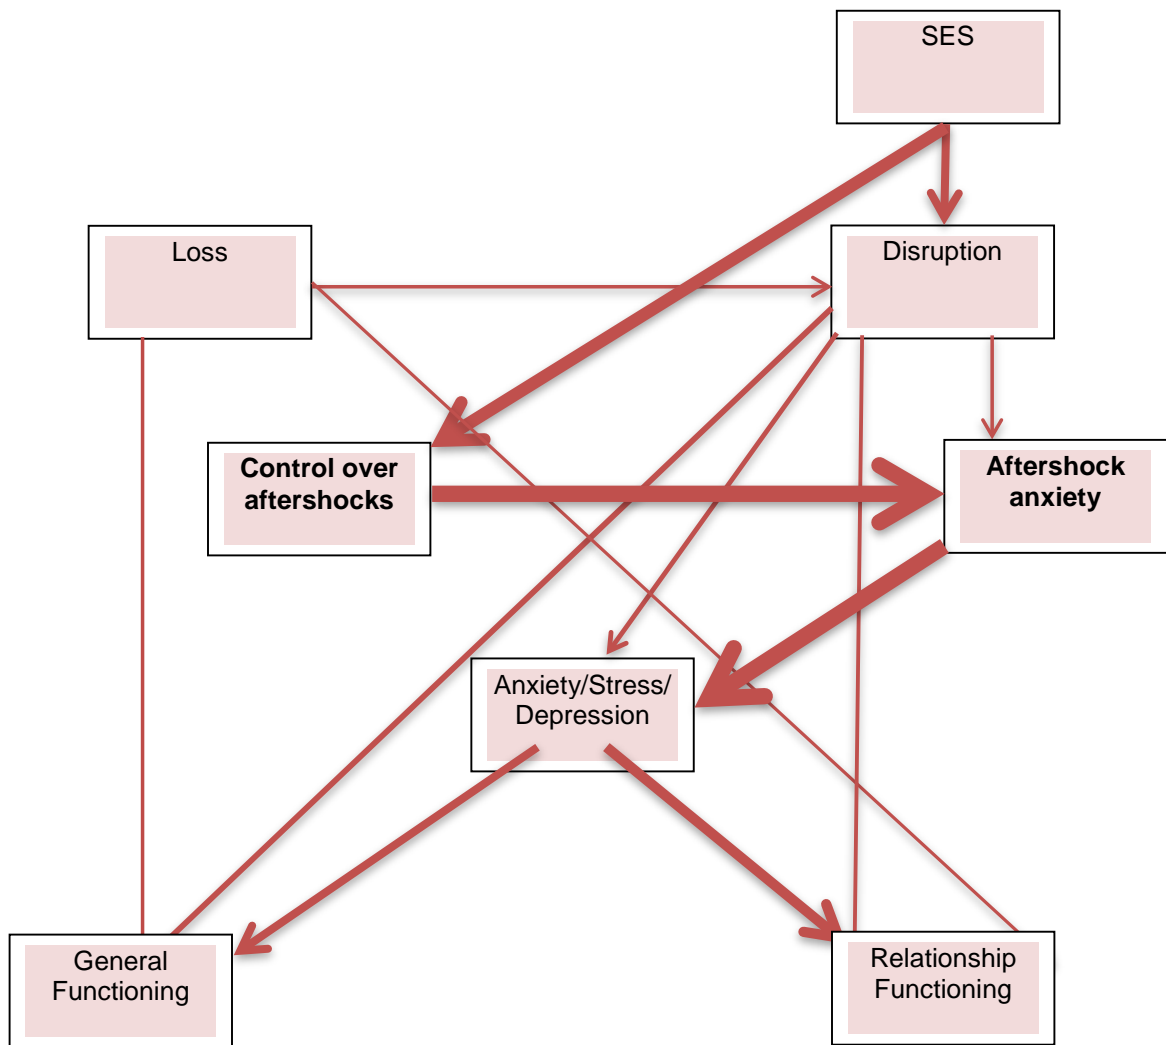 SES
Loss
Disruption
Control over
aftershocks
Aftershock
anxiety
Anxiety/Stress/
Depression
General
Functioning
Relationship
Functioning